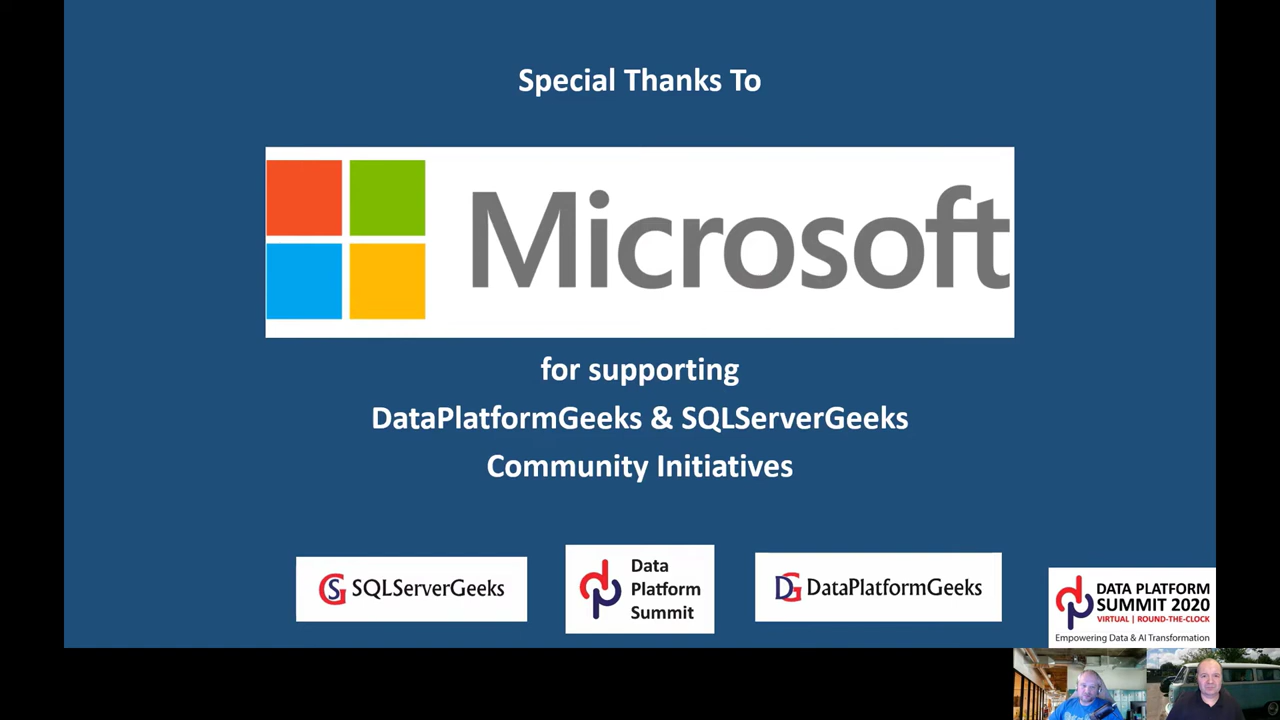 Special Thanks To
Microsoft
for supporting
DataPlatformGeeks & SQLServerGeeks
Community Initiatives
SQLServerGeeks
Data
Platform
Summit
DataPlatformGeeks
DATA PLATFORM
SUMMIT 2020
VIRTUAL | ROUND-THE-CLOCK
Empowering Data & AI Transformation